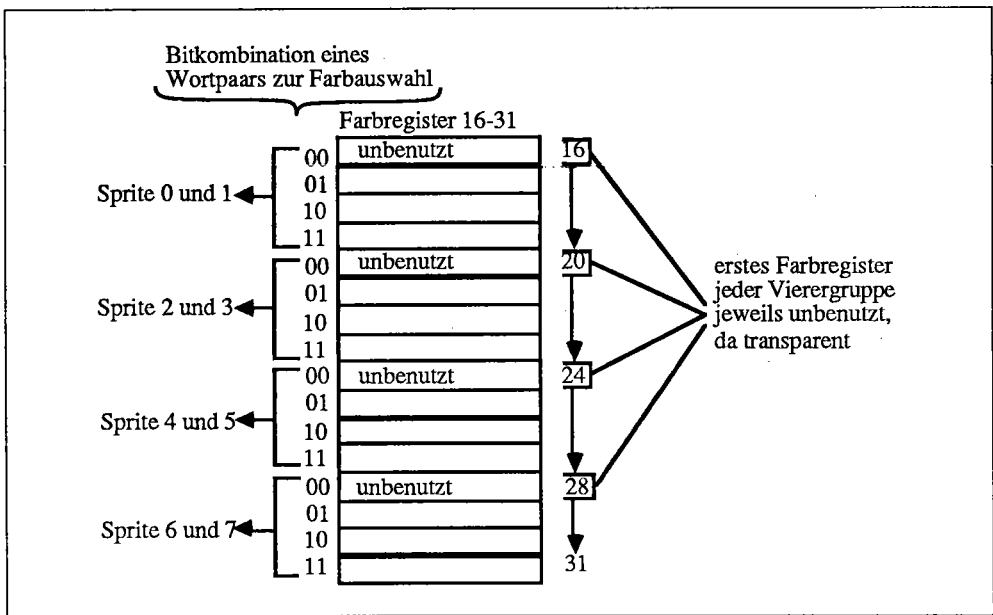 Bitkombination eines
Wortpaars zur Farbauswahl
Farbregister 16-31
00 unbenutzt 16
01
Sprite 0 und 1
10
11
00 unbenutzt 20
01
Sprite 2 und 3
10
11
00 unbenutzt 24
01
Sprite 4 und 5
10
11
00 unbenutzt 28
01
Sprite 6 und 7
10
11 31
erstes Farbregister
jeder Vierergruppe
jeweils unbenutzt,
da transparent